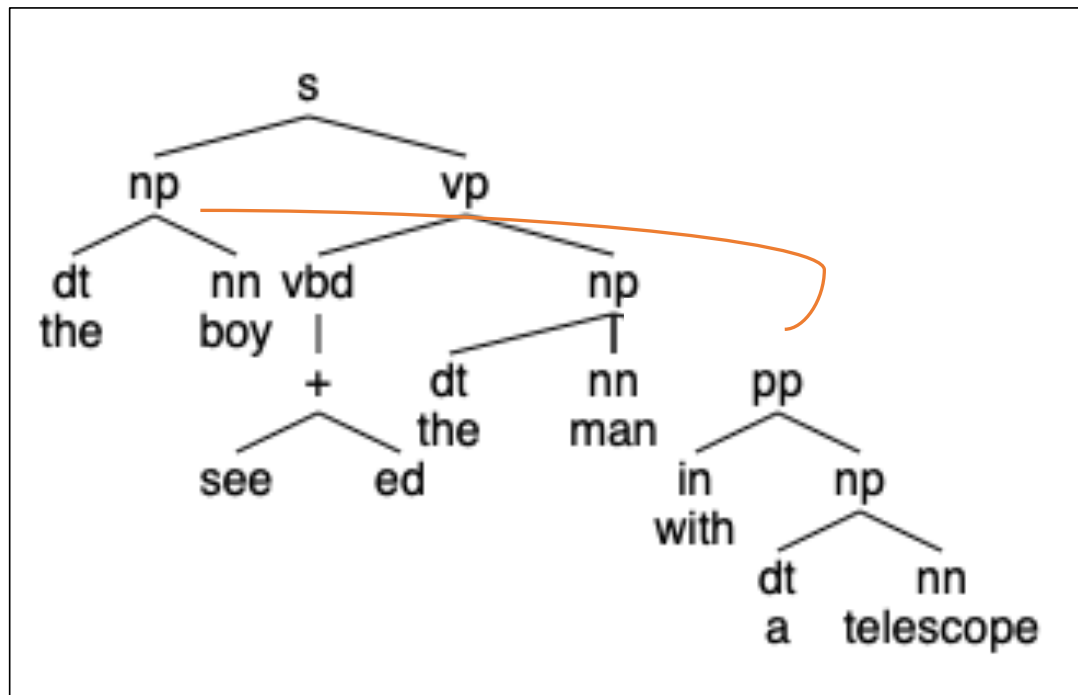 s
np vp
dt nn vbd np
the boy
+ dt nn pp
the man
see ed in np
with
dt nn
a telescope